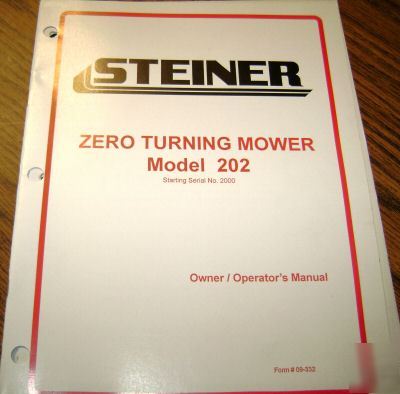 STEINER
ZERO TURNING MOWER
Model 202
Starting Serial No. 2000
Owner / Operator's Manual
Form # 09-332